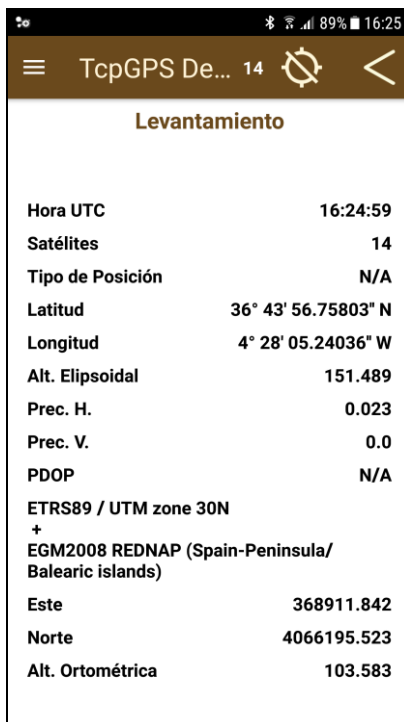 89% 16:25
TcpGPS De... 14
Levantamiento
Hora UTC 16:24:59
Satélites 14
Tipo de Posición N/A
Latitud 36° 43' 56.75803" N
Longitud 4° 28' 05.24036" W
Alt. Elipsoidal 151.489
Prec. H. 0.023
Prec. V. 0.0
PDOP N/A
ETRS89 / UTM zone 30N
+
EGM2008 REDNAP (Spain-Peninsula/
Balearic islands)
Este 368911.842
Norte 4066195.523
Alt. Ortométrica 103.583